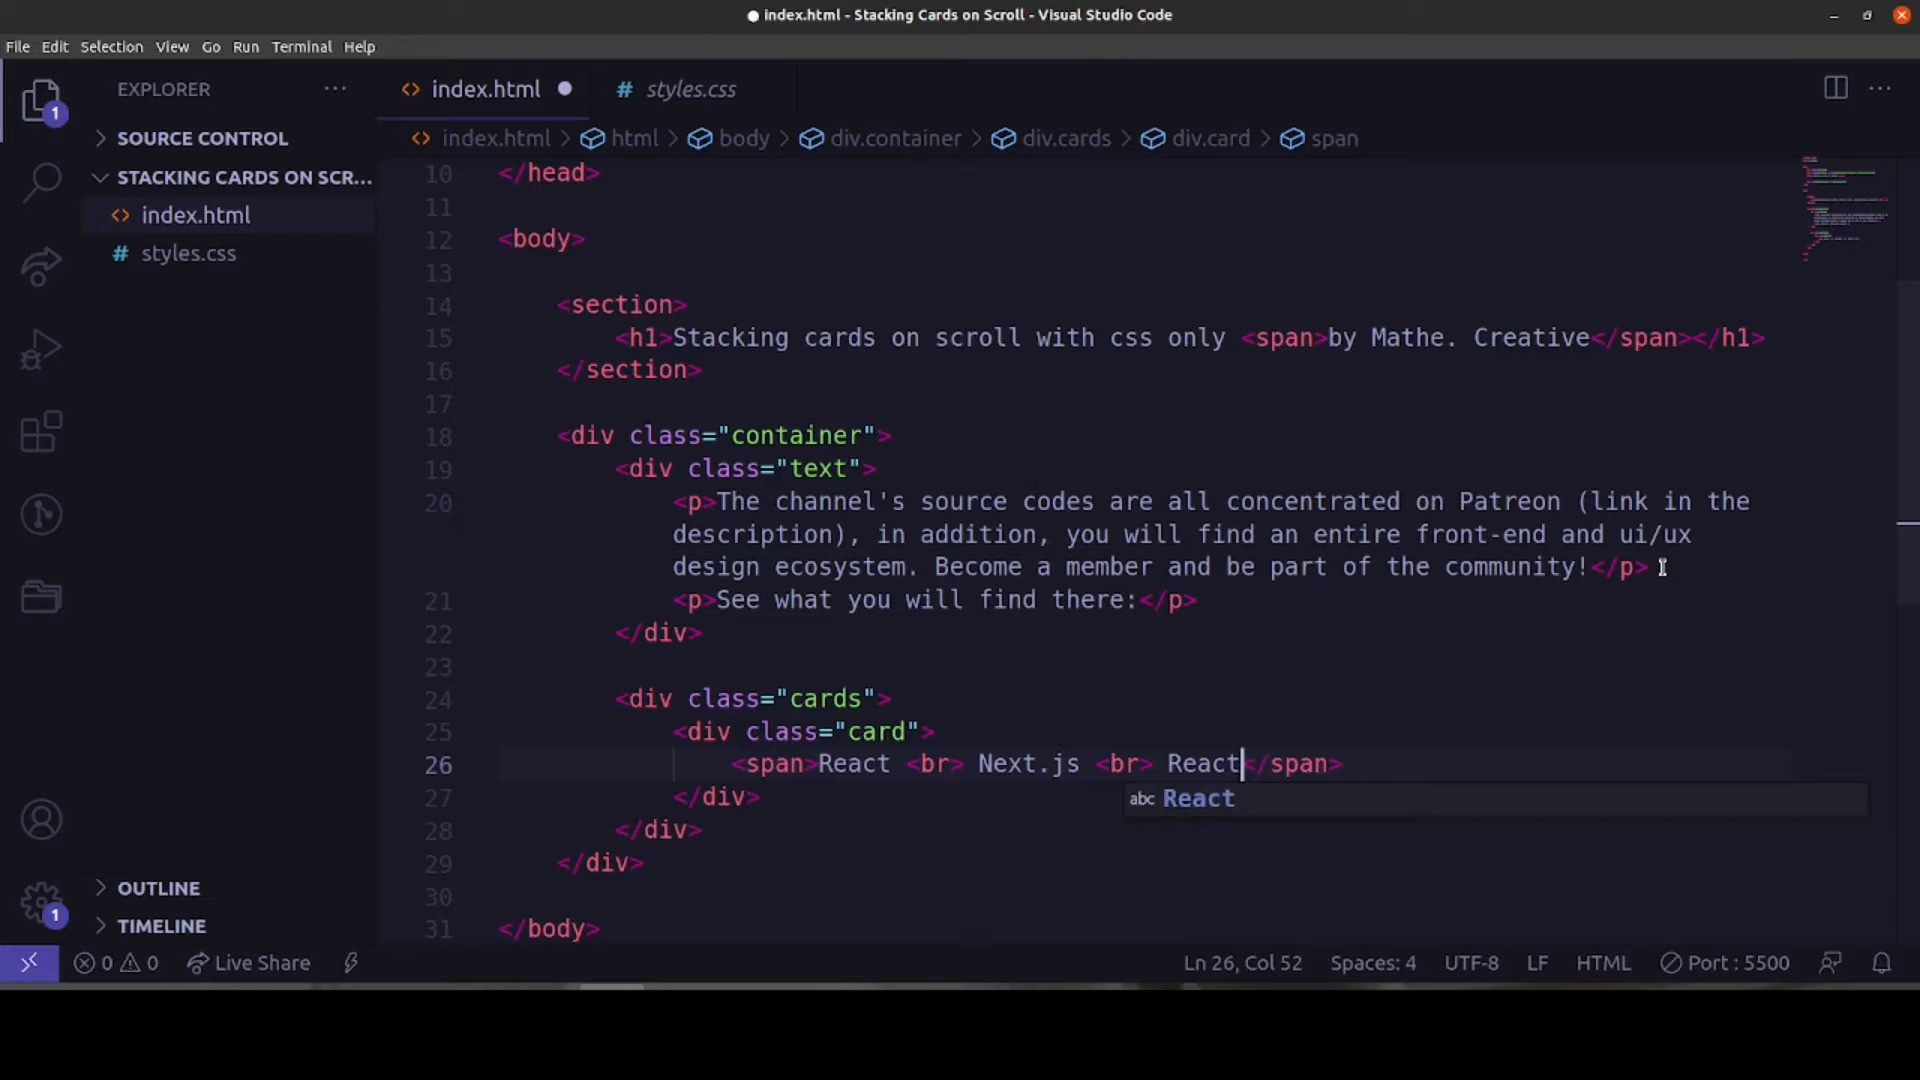 index.html - Stacking Cards on Scroll - Visual Studio Code
File Edit Selection View Go Run Terminal Help
EXPLORER
index.html
# styles.css
1
SOURCE CONTROL
index.html > html > body > div.container > div.cards > div.card > span
STACKING CARDS ON SCR...
index.html
# styles.css
10 </head>
11
12 <body>
13
14 <section>
15 <h1>Stacking cards on scroll with css only <span>by Mathe. Creative</span></h1>
16 </section>
17
18 <div class="container">
19 <div class="text">
20 <p>The channel's source codes are all concentrated on Patreon (link in the
description), in addition, you will find an entire front-end and ui/ux
design ecosystem. Become a member and be part of the community!</p>
21 <p>See what you will find there:</p>
22 </div>
23
24 <div class="cards">
25 <div class="card">
26 <span>React <br> Next.js <br> React</span>
abc React
27 </div>
28 </div>
29 </div>
30
31 </body>
OUTLINE
1
TIMELINE
0 0 Live Share Ln 26, Col 52 Spaces: 4 UTF-8 LF HTML Port : 5500